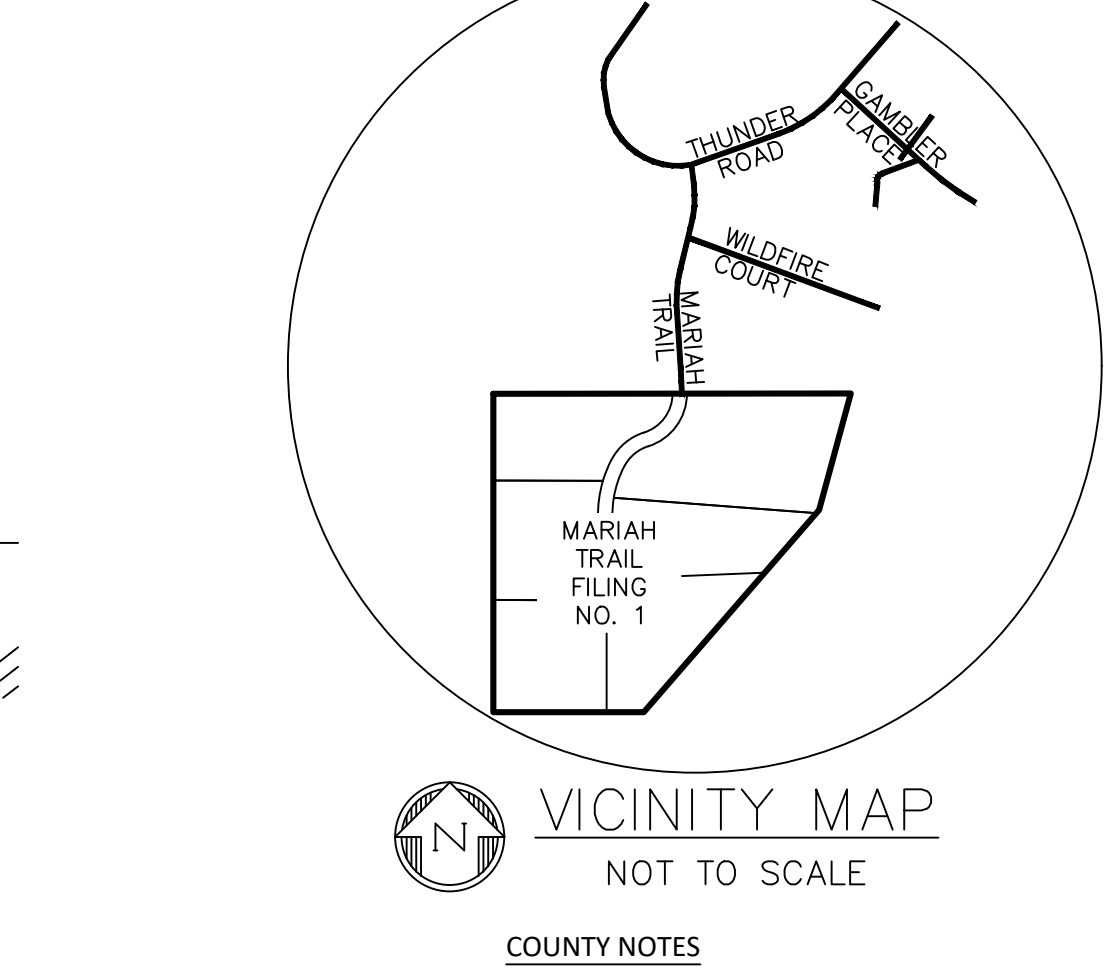 THUNDER
ROAD
GAMBLER
PLACE
WILDFIRE
COURT
MARIAH
TRAIL
MARIAH
TRAIL
FILING
NO. 1
N
VICINITY MAP
NOT TO SCALE
COUNTY NOTES